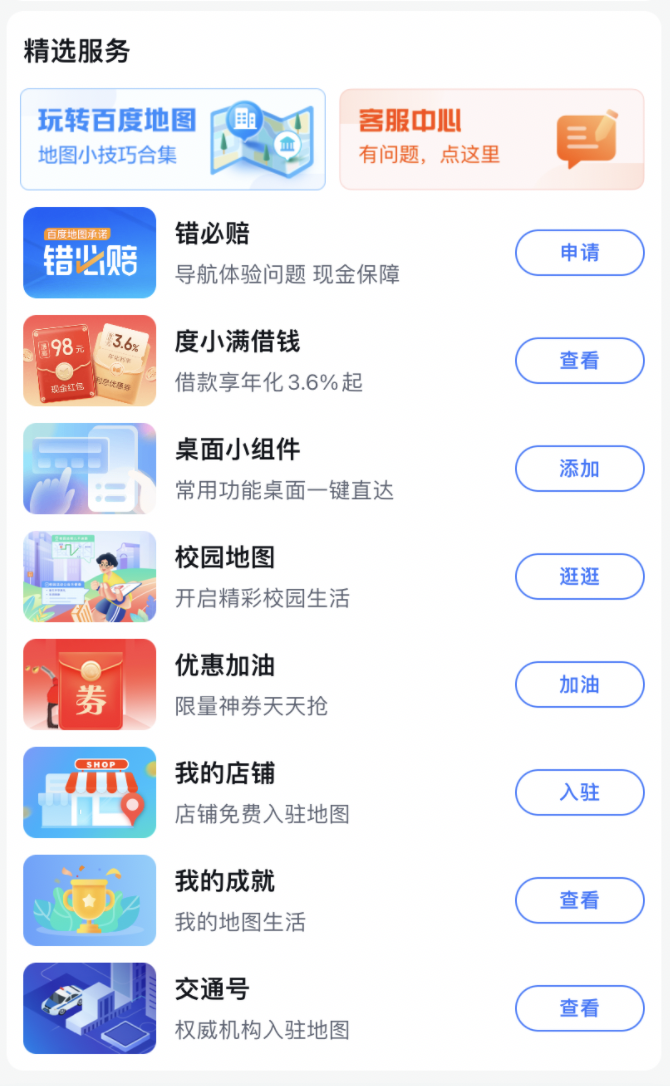 精选服务
玩转百度地图
地图小技巧合集
客服中心
有问题，点这里
百度地图承诺
错必赔
错必赔
导航体验问题 现金保障
申请
98元
现金红包
3.6%
度小满借钱
借款享年化3.6%起
查看
桌面小组件
常用功能桌面一键直达
添加
校园地图
开启精彩校园生活
逛逛
券
优惠加油
限量神券天天抢
加油
SHOP
我的店铺
店铺免费入驻地图
入驻
我的成就
我的地图生活
查看
交通号
权威机构入驻地图
查看